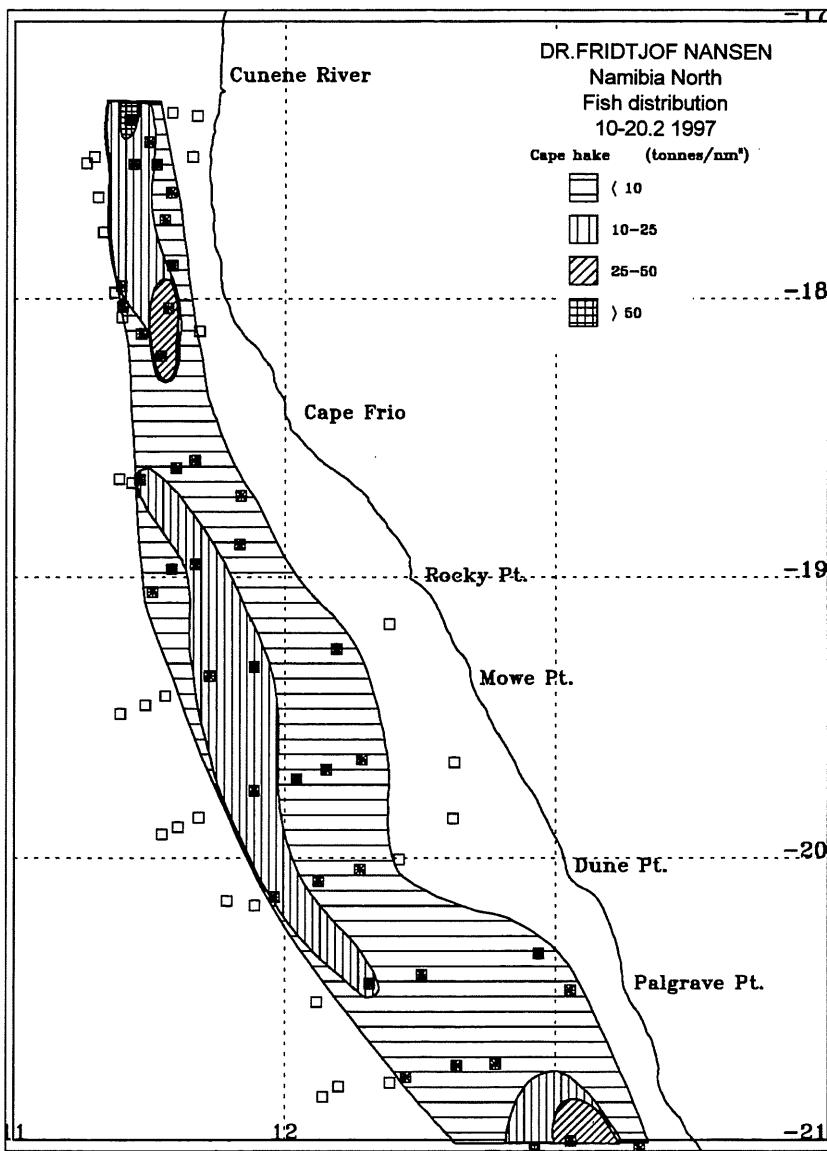 -17
DR.FRIDTJOF NANSEN
Namibia North
Fish distribution
10-20.2 1997
Cape hake (tonnes/nm²)
< 10
10-25
25-50
> 50
Cunene River
-18
Cape Frio
Rocky Pt.
-19
Mowe Pt.
-20
Dune Pt.
Palgrave Pt.
11
12
-21